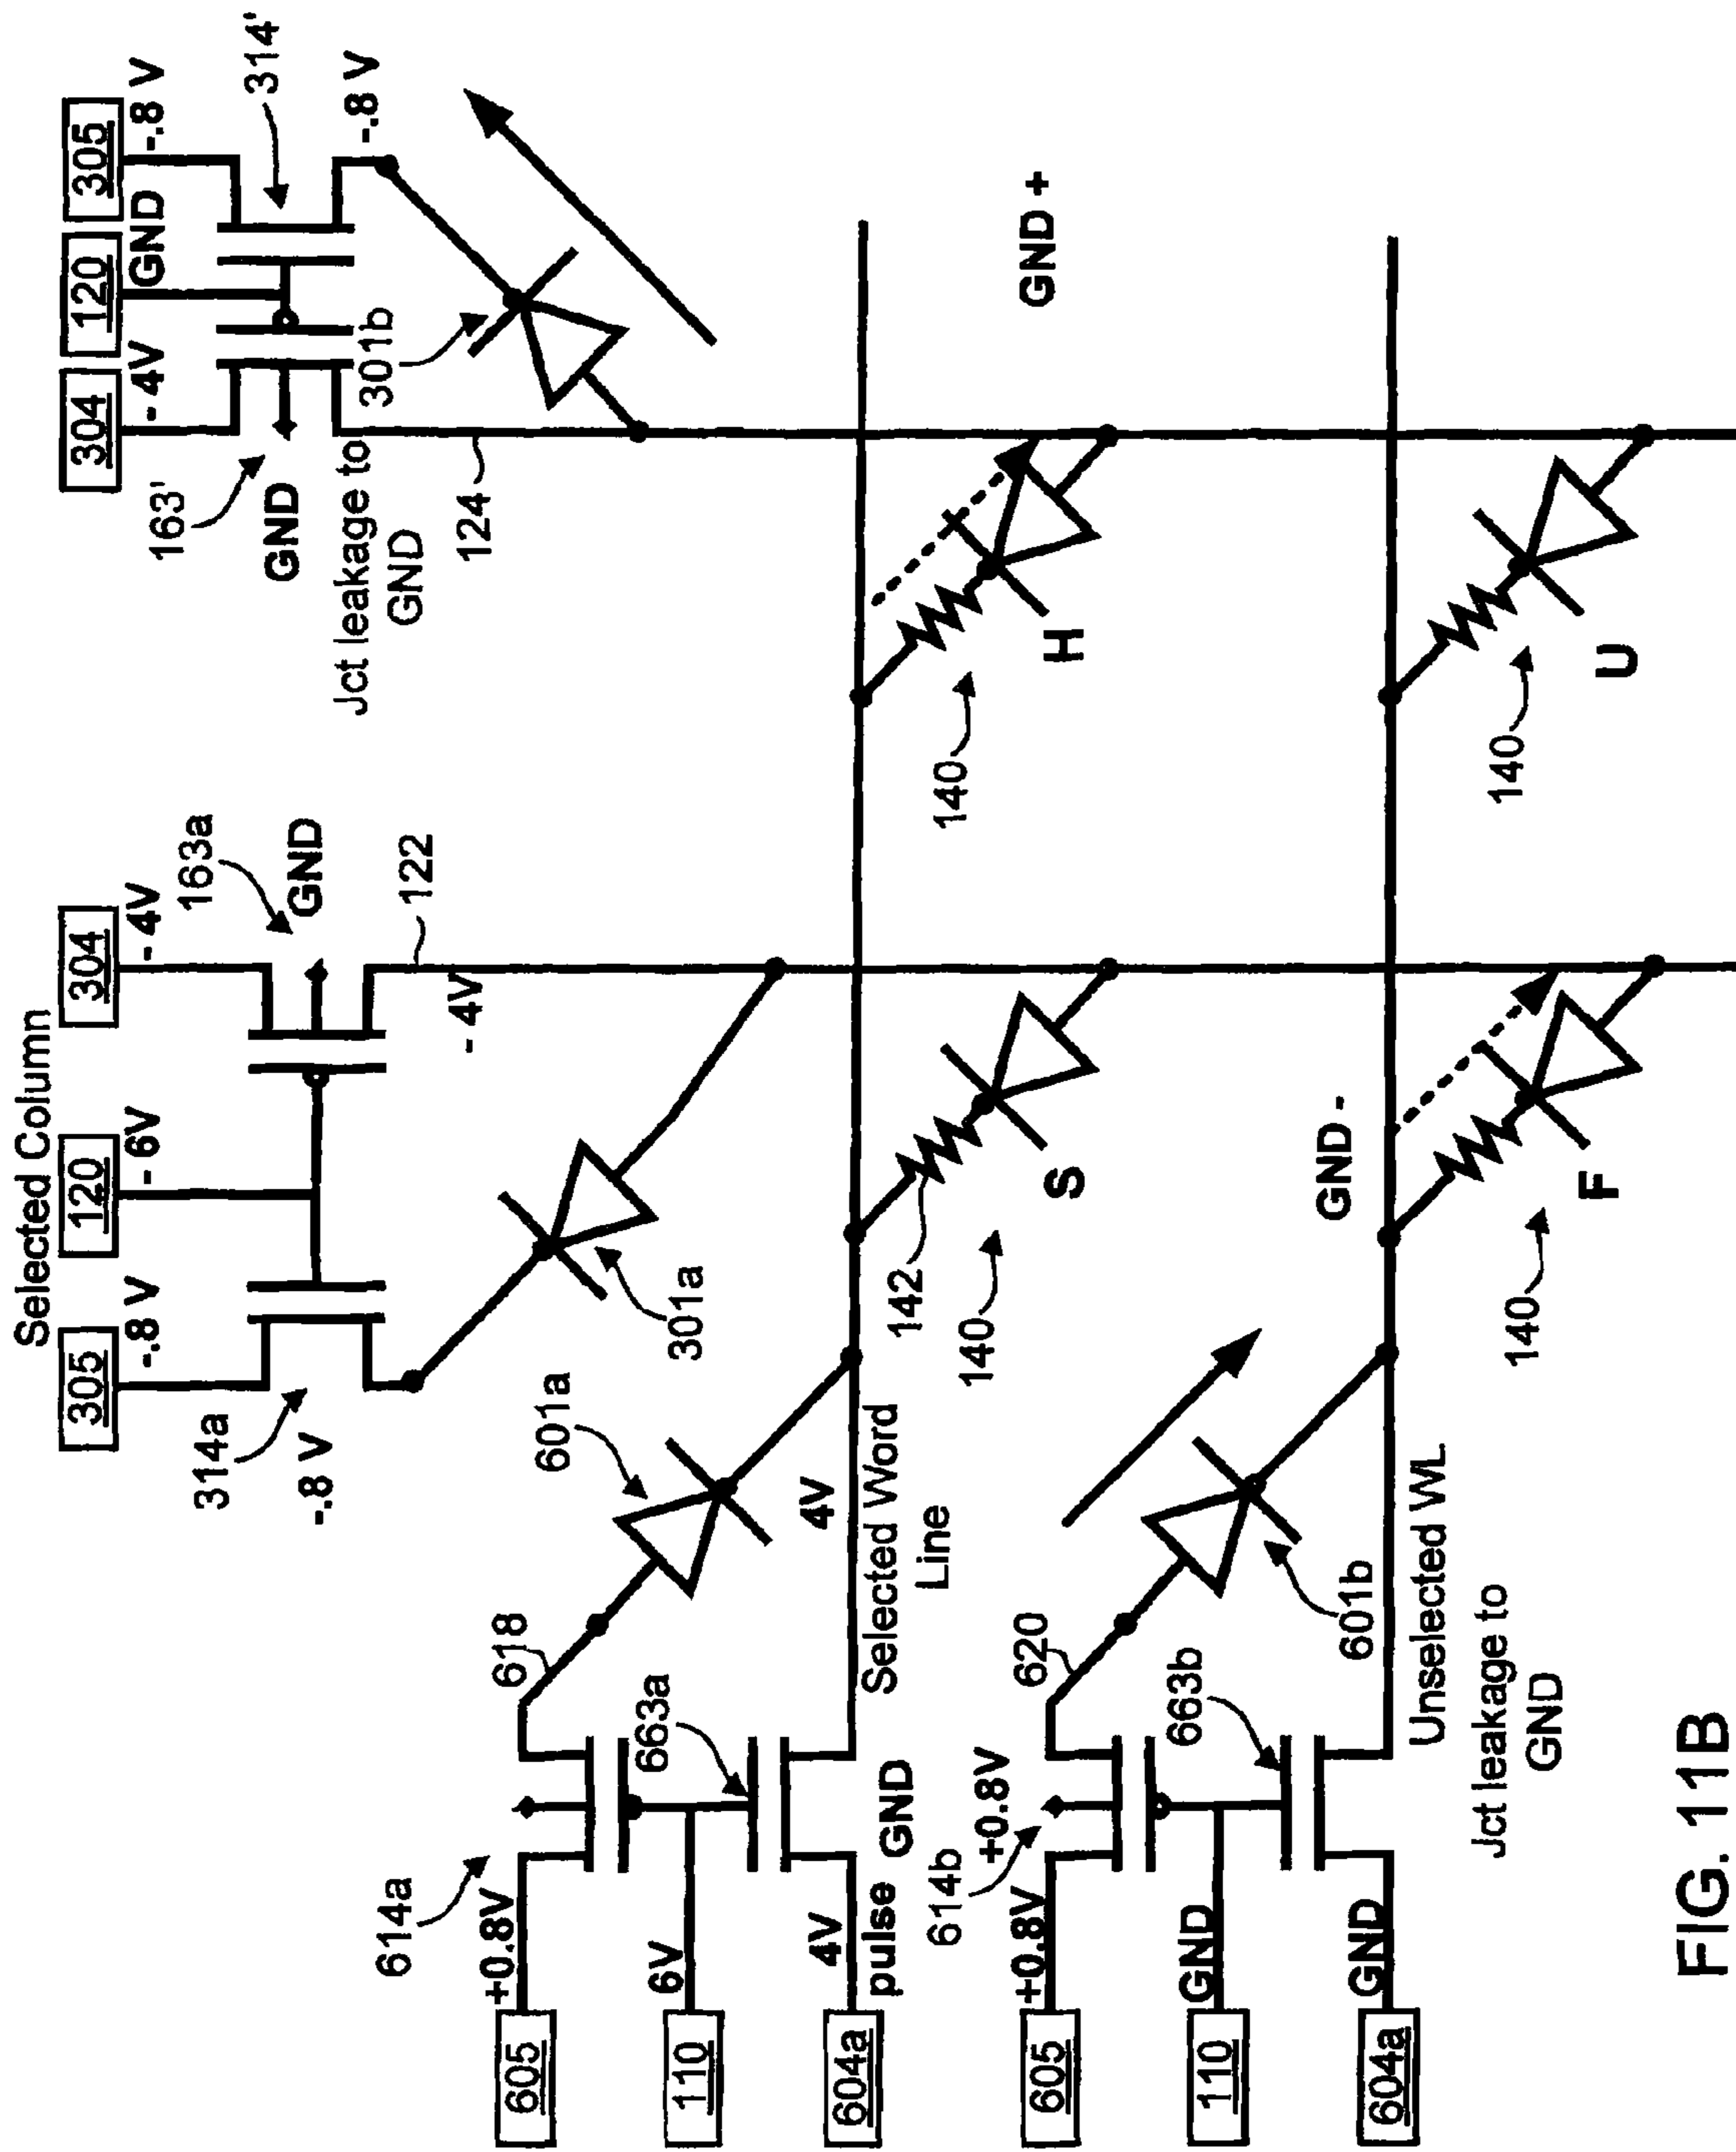 Selected Column
305
120
304
304
120
305
-.8 V
- 6V
- 4V
- 4V
GND
-.8 V
314a
163a
163'
314'
-.8 V
GND
GND
-.8 V
- 4V
122
Jct leakage to
GND
124
301b
301a
605
+0.8V
614a
618
601a
110
6V
663a
604a
4V
pulse GND
4V
Selected Word
Line
142
140
S
140
H
GND +
605
+0.8V
614b
+0.8V
620
GND -
110
GND
663b
601b
604a
GND
Unselected WL
Jct leakage to
GND
140
F
140
U
FIG. 11B